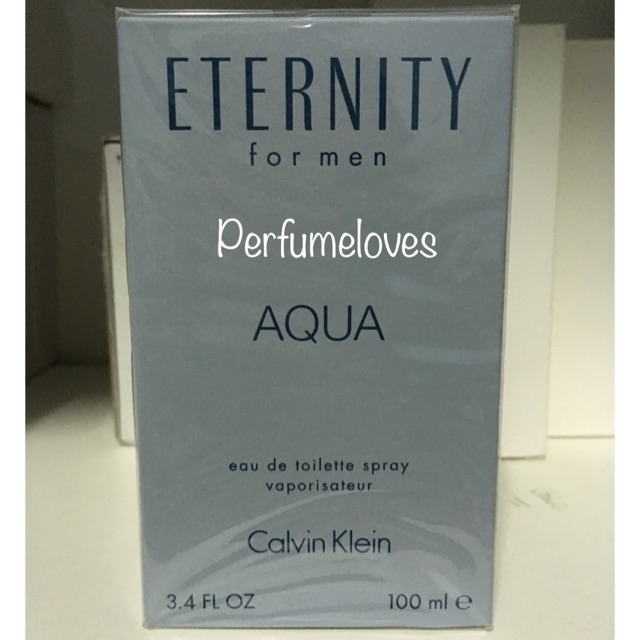 ETERNITY
for men
Perfumeloves
AQUA
eau de toilette spray
vaporisateur
Calvin Klein
3.4 FL OZ 100 ml ℮